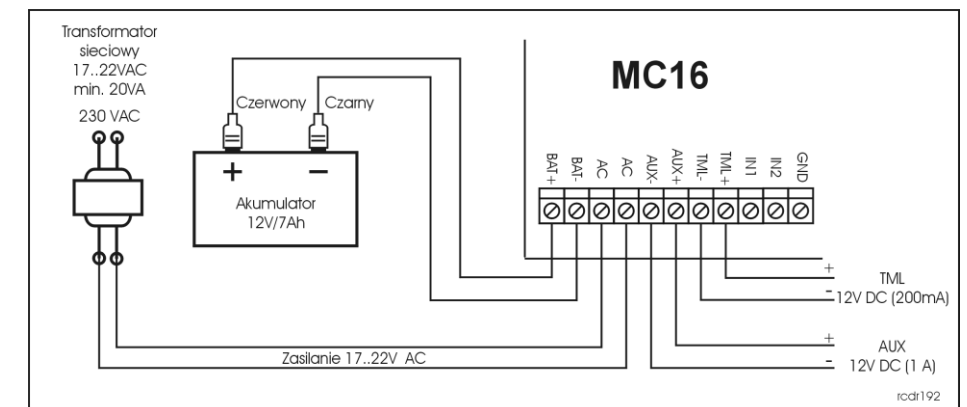 Transformator
sieciowy
17..22VAC
min. 20VA
230 VAC
Czerwony
Czarny
+
−
Akumulator
12V/7Ah
MC16
BAT+
BAT-
AC
AC
AUX-
AUX+
TML-
TML+
IN1
IN2
GND
+
TML
- 12V DC (200mA)
+
AUX
- 12V DC (1 A)
Zasilanie 17..22V AC
rcdr192